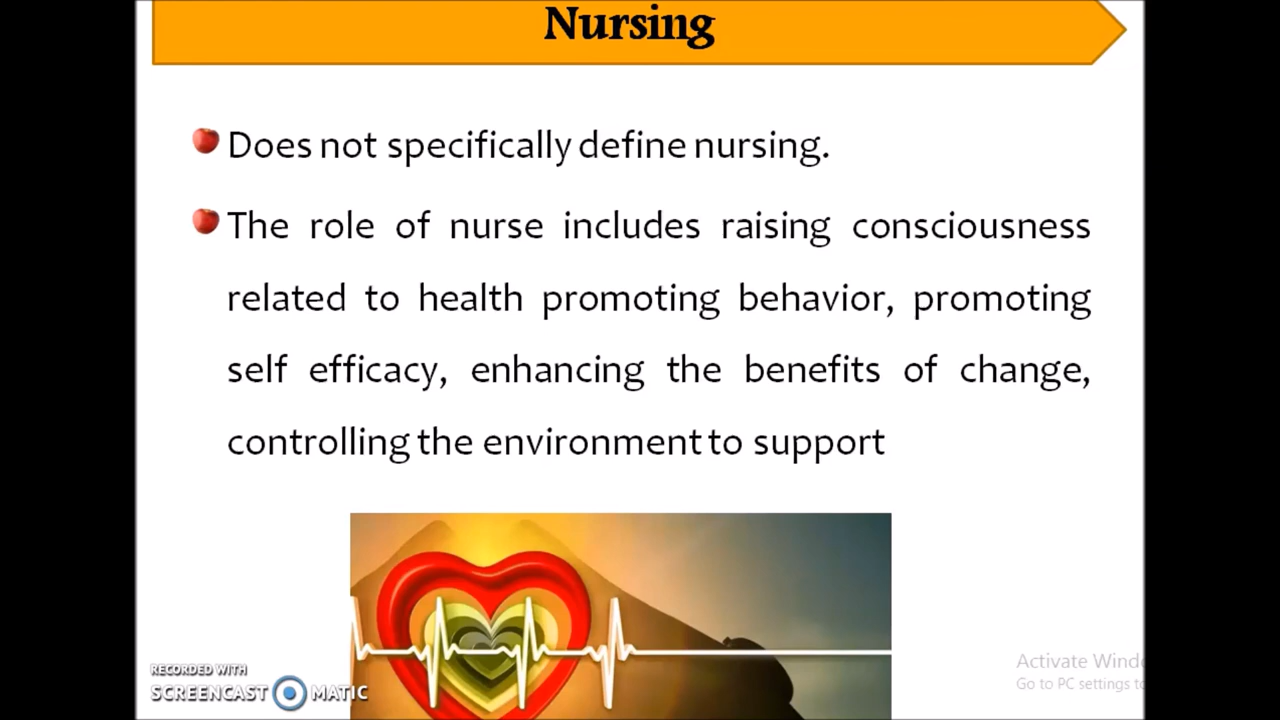 Nursing
Does not specifically define nursing.
The role of nurse includes raising consciousness
related to health promoting behavior, promoting
self efficacy, enhancing the benefits of change,
controlling the environment to support
RECORDED WITH
SCREENCAST MATIC
Activate Windo
Go to PC settings to